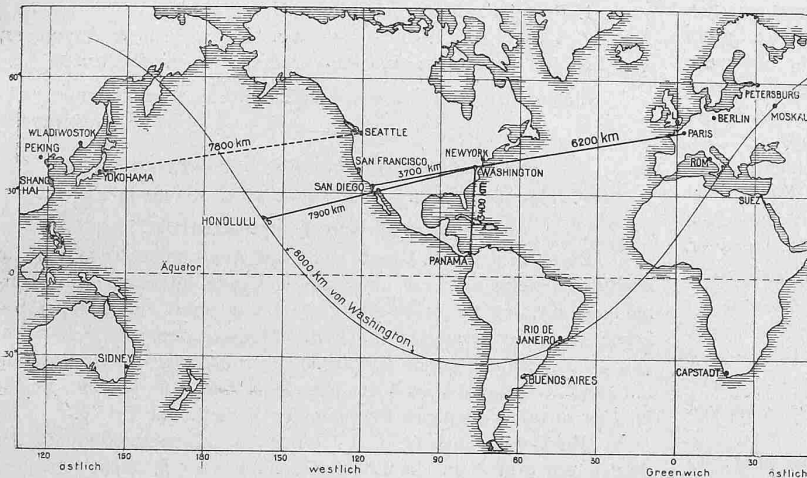 60°
30°
0°
30°
WLADIWOSTOK
PEKING
SHANG
HAI
YOKOHAMA
7800 km
SEATTLE
SAN FRANCISCO
SAN DIEGO
3700 km
NEWYORK
WASHINGTON
6200 km
PARIS
BERLIN
PETERSBURG
MOSKAU
ROM
SUEZ
HONOLULU
7900 km
3400 km
PANAMA
Äquator
8000 km von Washington
SIDNEY
RIO DE
JANEIRO
BUENOS AIRES
CAPSTADT
120 150 180 150 120 90 60 30 0 30
östlich westlich Greenwich östlich